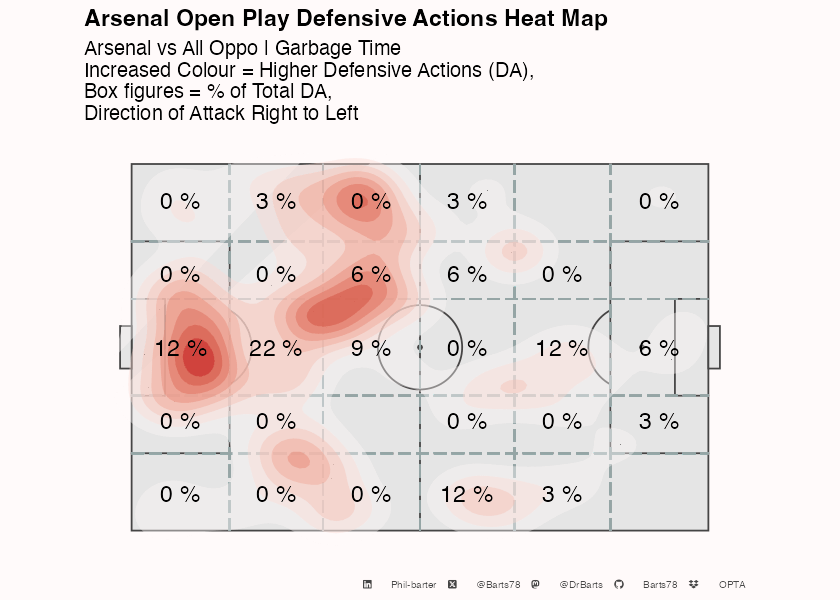 Arsenal Open Play Defensive Actions Heat Map
Arsenal vs All Oppo | Garbage Time
Increased Colour = Higher Defensive Actions (DA),
Box figures = % of Total DA,
Direction of Attack Right to Left
0 % 3 % 0 % 3 % 0 %
0 % 0 % 6 % 6 % 0 %
12 % 22 % 9 % 0 % 12 % 6 %
0 % 0 % 0 % 0 % 3 %
0 % 0 % 0 % 12 % 3 %
Phil-barter @Barts78 @DrBarts Barts78 OPTA